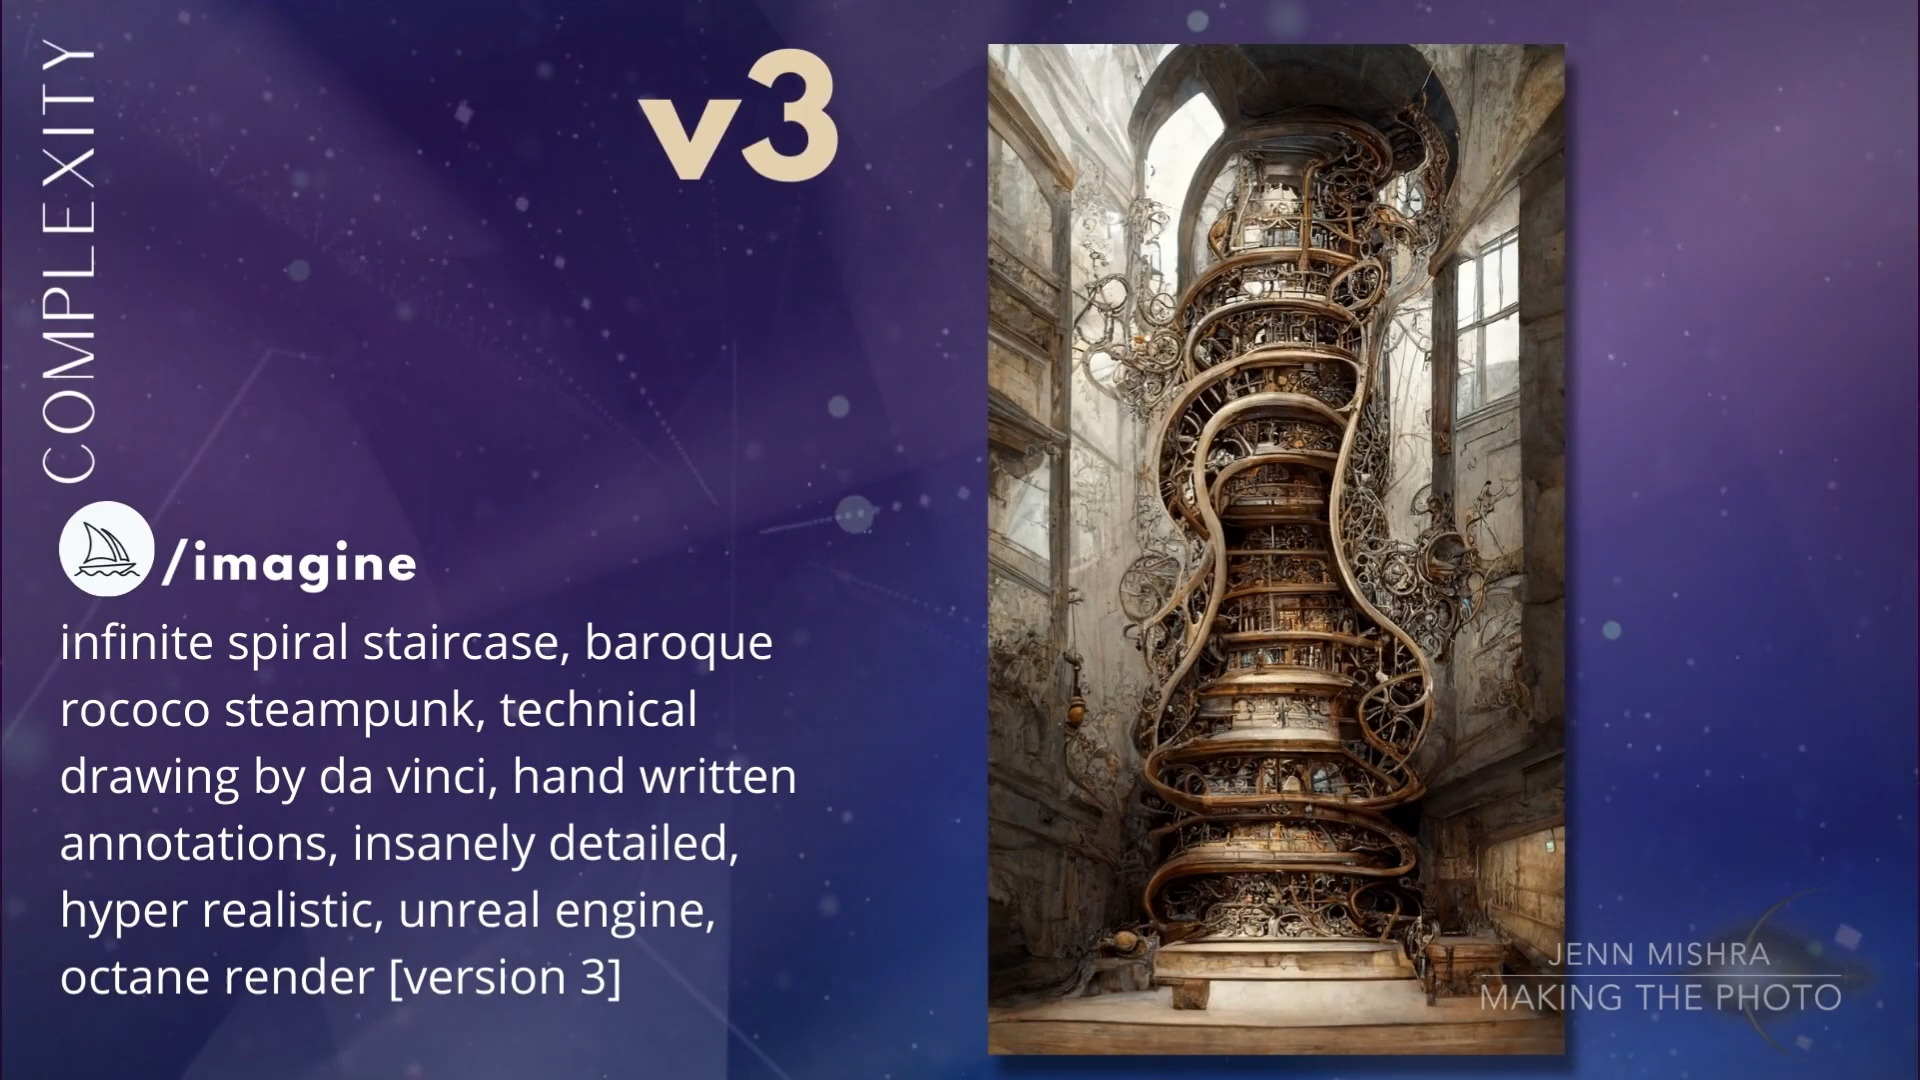 COMPLEXITY
v3
/imagine
infinite spiral staircase, baroque
rococo steampunk, technical
drawing by da vinci, hand written
annotations, insanely detailed,
hyper realistic, unreal engine,
octane render [version 3]
JENN MISHRA
MAKING THE PHOTO